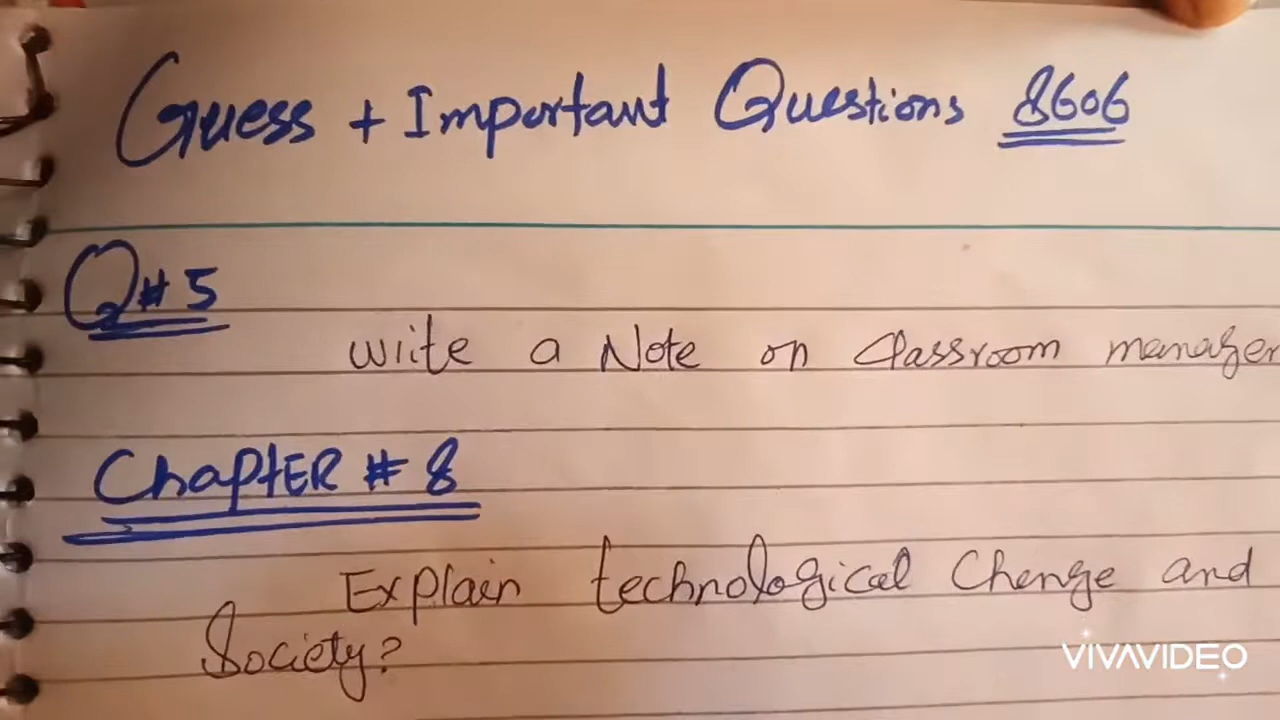 Guess + Important Questions 8606
Q#5
Write a Note on Classroom
Chapter # 8
Explain technological Change and
Society?
VIVAVIDEO